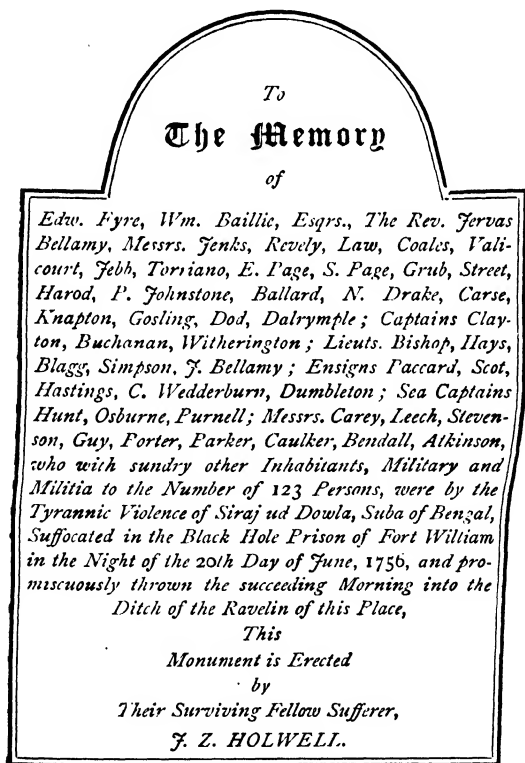 To
The Memory
of
Edw. Eyre, Wm. Baillie, Esqrs., The Rev. Jervas
Bellamy, Messrs. Jenks, Revely, Law, Coales, Vali-
court, Jebb, Torriano, E. Page, S. Page, Grub, Street,
Harod, P. Johnstone, Ballard, N. Drake, Carse,
Knapton, Gosling, Dod, Dalrymple ; Captains Clay-
ton, Buchanan, Witherington ; Lieuts. Bishop, Hays,
Blagg, Simpson, J. Bellamy ; Ensigns Paccard, Scot,
Hastings, C. Wedderburn, Dumbleton ; Sea Captains
Hunt, Osburne, Purnell; Messrs. Carey, Leech, Steven-
son, Guy, Porter, Parker, Caulker, Bendall, Atkinson,
who with sundry other Inhabitants, Military and
Militia to the Number of 123 Persons, were by the
Tyrannic Violence of Siraj ud Dowla, Suba of Bengal,
Suffocated in the Black Hole Prison of Fort William
in the Night of the 20th Day of June, 1756, and pro-
miscuously thrown the succeeding Morning into the
Ditch of the Ravelin of this Place,
This
Monument is Erected
by
Their Surviving Fellow Sufferer,
J. Z. HOLWELL.